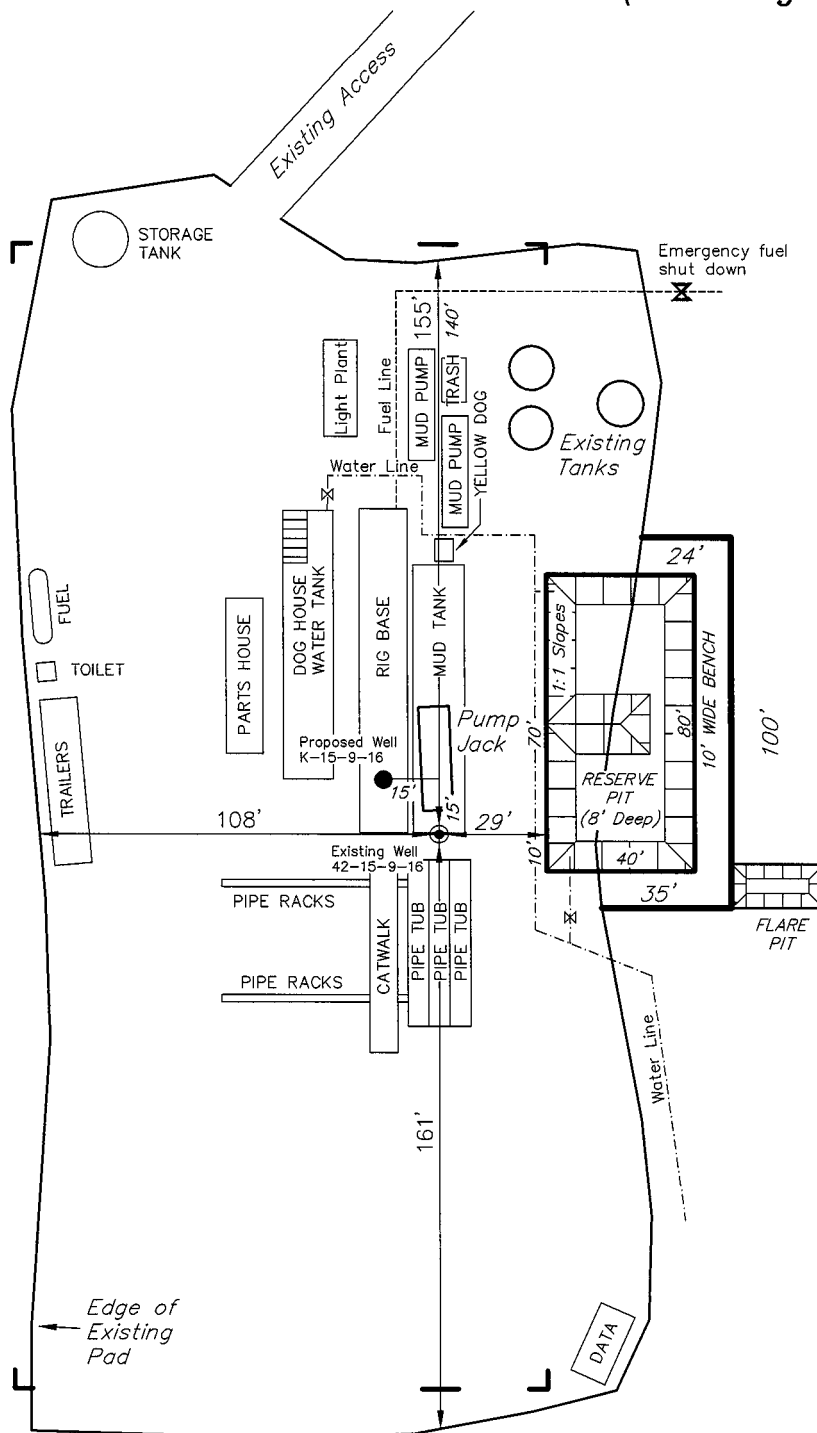 Existing Access
STORAGE
TANK
Emergency fuel
shut down
155'
140'
Light Plant
Fuel Line
MUD PUMP
TRASH
MUD PUMP
YELLOW DOG
Existing
Tanks
Water Line
24'
FUEL
TOILET
TRAILERS
PARTS HOUSE
DOG HOUSE
WATER TANK
RIG BASE
MUD TANK
Pump
Jack
1:1 Slopes
70'
80'
10' WIDE BENCH
100'
Proposed Well
K-15-9-16
15'
15'
RESERVE
PIT
(8' Deep)
108'
29'
10'
40'
35'
Existing Well
42-15-9-16
FLARE
PIT
PIPE RACKS
PIPE RACKS
CATWALK
PIPE TUB
PIPE TUB
PIPE TUB
Water Line
161'
Edge of
Existing
Pad
DATA